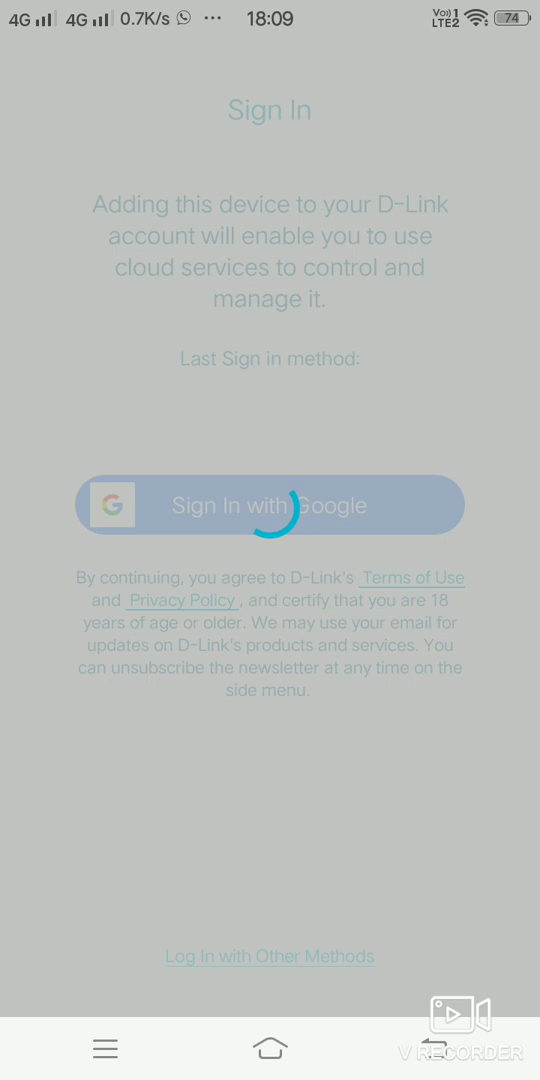 4G 4G 0.7K/s 18:09 VoI) 1 LTE2 74
Sign In
Adding this device to your D-Link
account will enable you to use
cloud services to control and
manage it.
Last Sign in method:
Sign In with Google
By continuing, you agree to D-Link's Terms of Use
and Privacy Policy , and certify that you are 18
years of age or older. We may use your email for
updates on D-Link's products and services. You
can unsubscribe the newsletter at any time on the
side menu.
Log In with Other Methods
V RECORDER